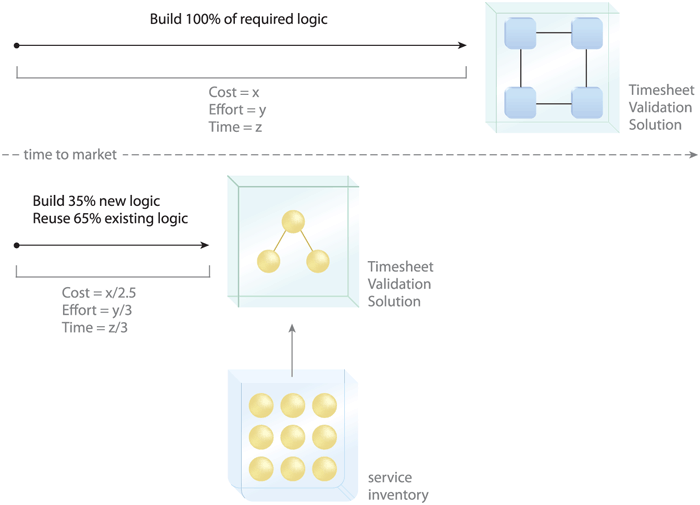 Build 100% of required logic
Cost = x
Effort = y
Time = z
Timesheet
Validation
Solution
time to market
Build 35% new logic
Reuse 65% existing logic
Cost = x/2.5
Effort = y/3
Time = z/3
Timesheet
Validation
Solution
service
inventory